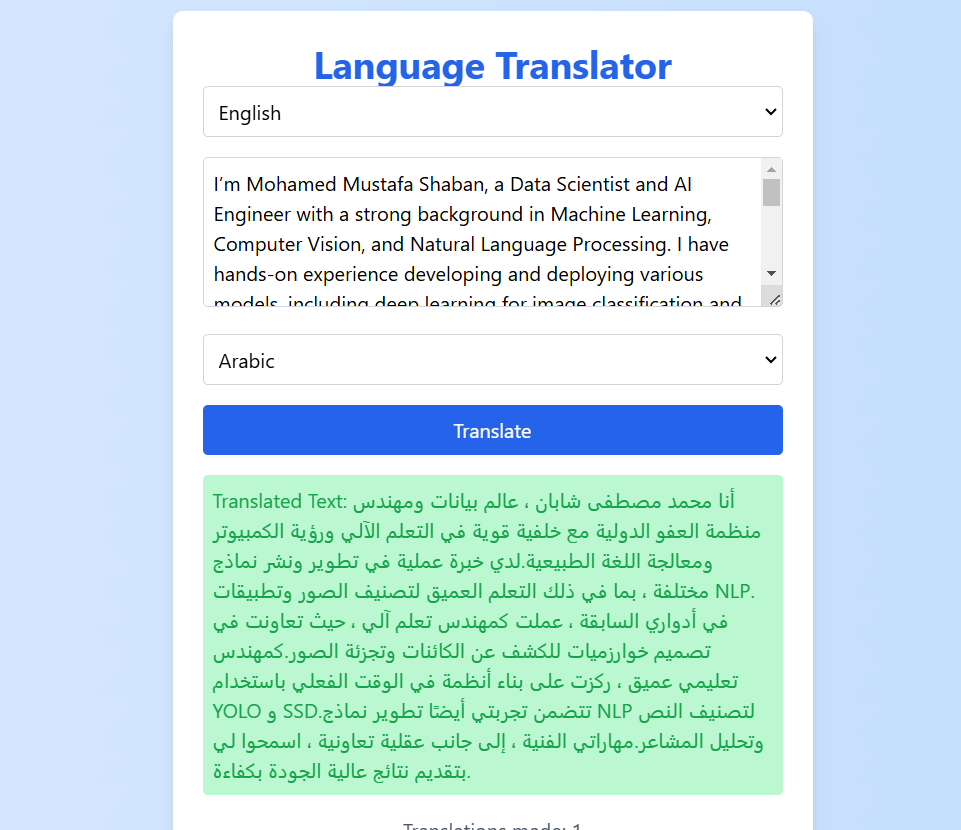 Language Translator
English
I’m Mohamed Mustafa Shaban, a Data Scientist and AI
Engineer with a strong background in Machine Learning,
Computer Vision, and Natural Language Processing. I have
hands-on experience developing and deploying various
models, including deep learning for image classification and
Arabic
Translate
Translated Text: أنا محمد مصطفى شابان ، عالم بيانات ومهندس
منظمة العفو الدولية مع خلفية قوية في التعلم الآلي ورؤية الكمبيوتر
ومعالجة اللغة الطبيعية.لدي خبرة عملية في تطوير ونشر نماذج
مختلفة ، بما في ذلك التعلم العميق لتصنيف الصور وتطبيقات NLP.
في أدواري السابقة ، عملت كمهندس تعلم آلي ، حيث تعاونت في
تصميم خوارزميات للكشف عن الكائنات وتجزئة الصور.كمهندس
تعليمي عميق ، ركزت على بناء أنظمة في الوقت الفعلي باستخدام
YOLO و SSD.تتضمن تجربتي أيضًا تطوير نماذج NLP لتصنيف النص
وتحليل المشاعر.مهاراتي الفنية ، إلى جانب عقلية تعاونية ، اسمحوا لي
بتقديم نتائج عالية الجودة بكفاءة.
Translations made: 1